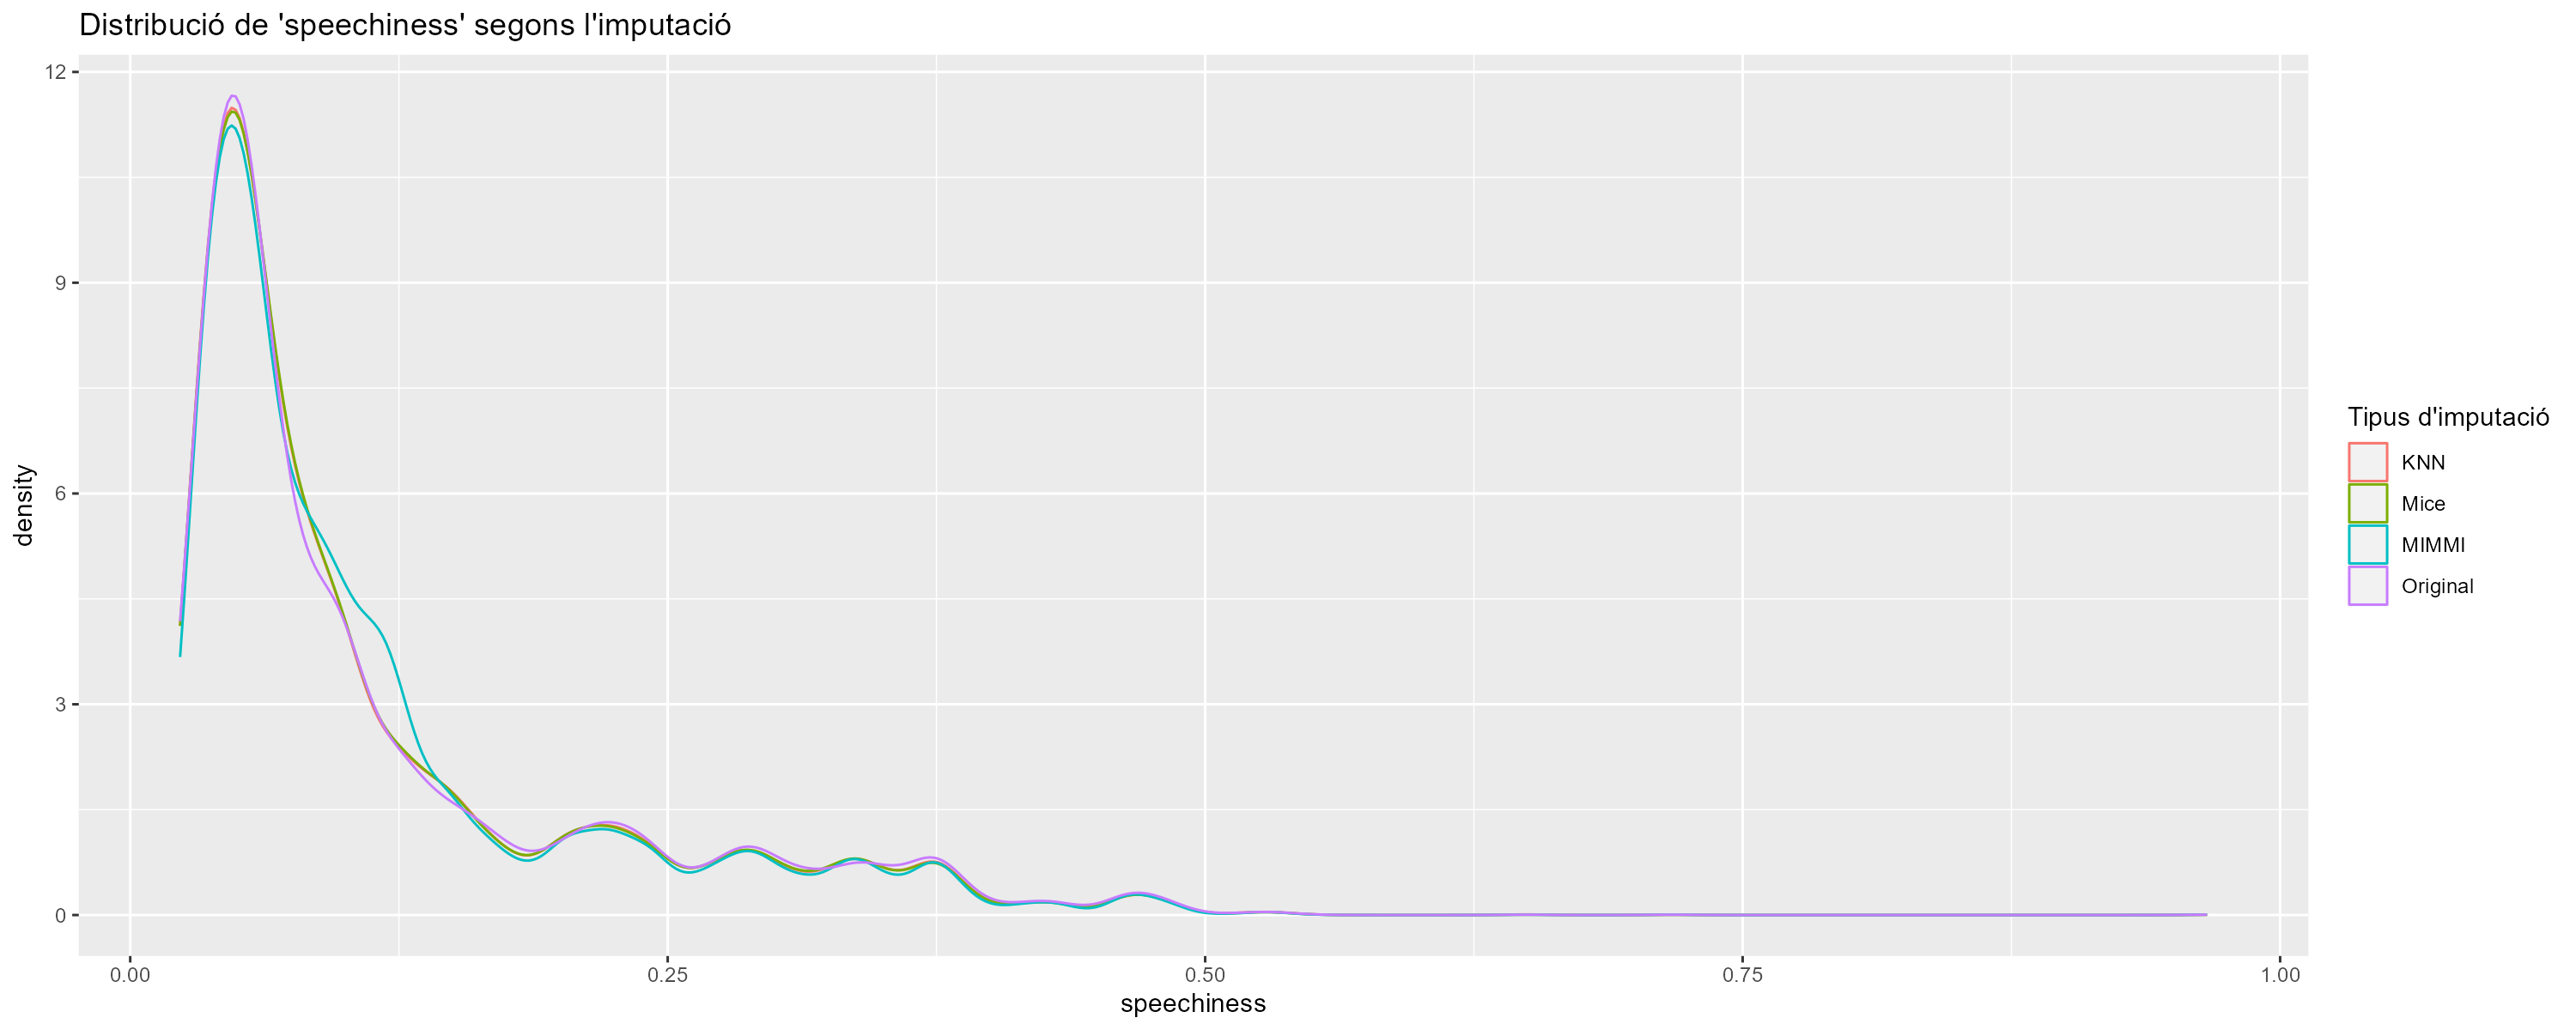 Distribució de 'speechiness' segons l'imputació
12
9
6
3
0
density
0.00
0.25
0.50
0.75
1.00
speechiness
Tipus d'imputació
KNN
Mice
MIMMI
Original